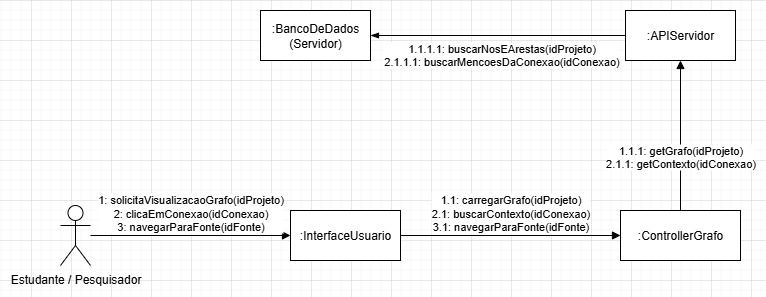 :BancoDeDados
(Servidor)
:APIServidor
1.1.1.1: buscarNosEArestas(idProjeto)
2.1.1.1: buscarMencoesDaConexao(idConexao)
1.1.1: getGrafo(idProjeto)
2.1.1: getContexto(idConexao)
1: solicitaVisualizacaoGrafo(idProjeto)
2: clicaEmConexao(idConexao)
3: navegarParaFonte(idFonte)
1.1: carregarGrafo(idProjeto)
2.1: buscarContexto(idConexao)
3.1: navegarParaFonte(idFonte)
:InterfaceUsuario
:ControllerGrafo
Estudante / Pesquisador